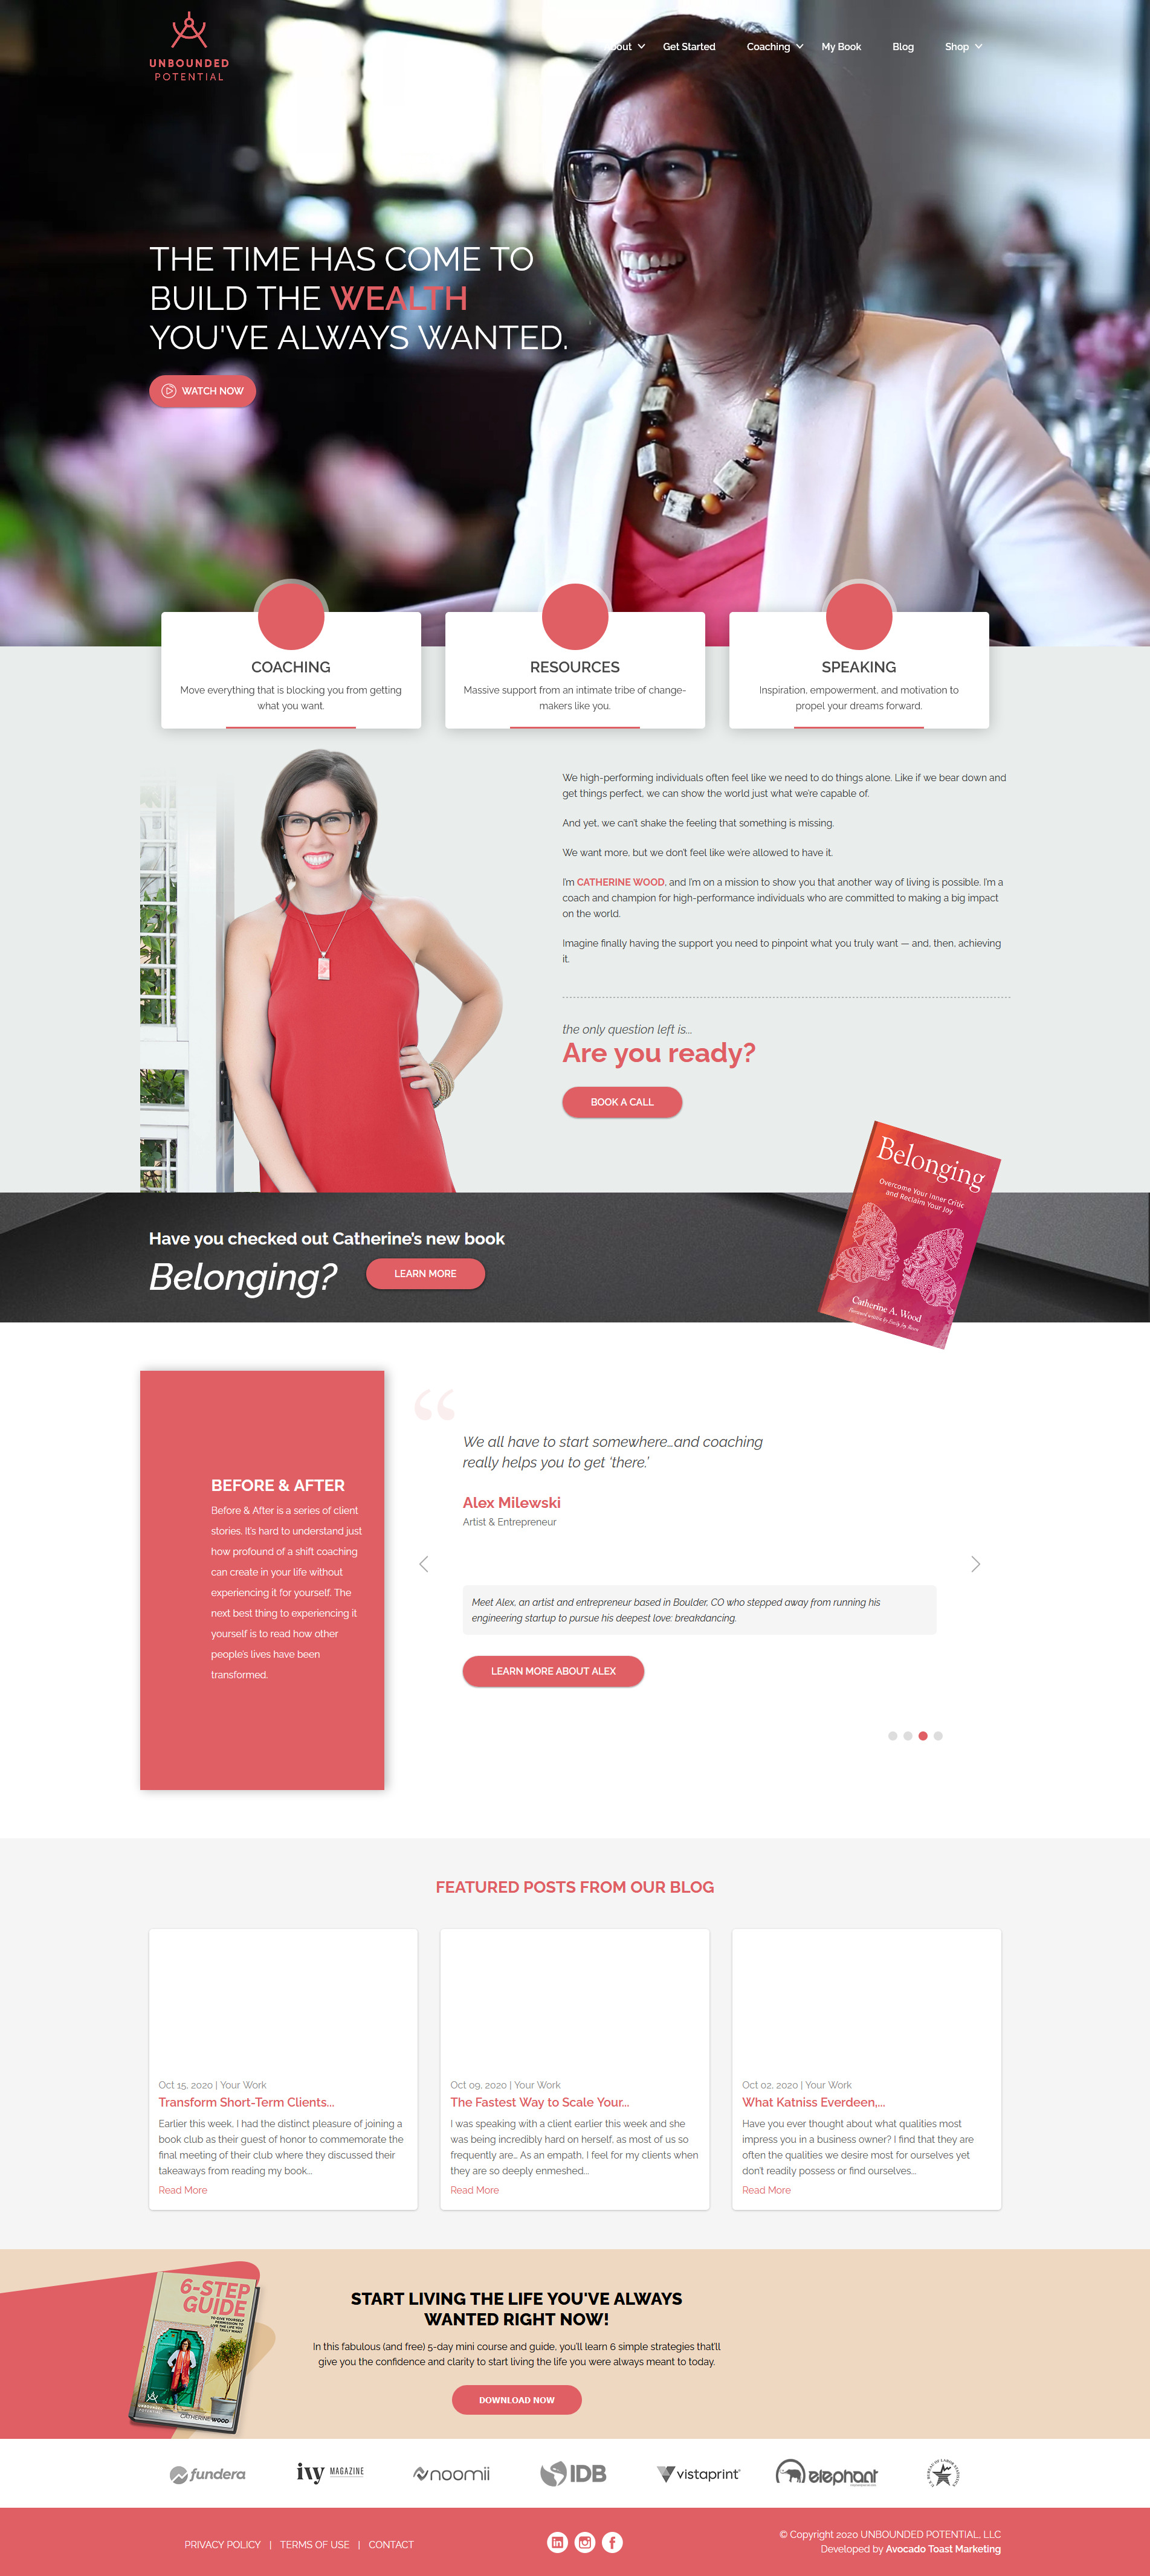 UNBOUNDED
POTENTIAL
Get Started
Coaching
My Book
Blog
Shop
THE TIME HAS COME TO
BUILD THE WEALTH
YOU'VE ALWAYS WANTED.
WATCH NOW
COACHING
Move everything that is blocking you from getting
what you want.
RESOURCES
Massive support from an intimate tribe of change-
makers like you.
SPEAKING
Inspiration, empowerment, and motivation to
propel your dreams forward.
We high-performing individuals often feel like we need to do things alone. Like if we bear down and
get things perfect, we can show the world just what we're capable of.
And yet, we can't shake the feeling that something is missing.
We want more, but we don't feel like we're allowed to have it.
I'm CATHERINE WOOD, and I'm on a mission to show you that another way of living is possible. I'm a
coach and champion for high-performance individuals who are committed to making a big impact
on the world.
Imagine finally having the support you need to pinpoint what you truly want — and, then, achieving
it.
the only question left is...
Are you ready?
BOOK A CALL
Belonging
Overcome Your Inner Critic
and Reclaim Your Joy
Catherine A. Wood
Have you checked out Catherine's new book
Belonging?
LEARN MORE
BEFORE & AFTER
Before & After is a series of client
stories. It's hard to understand just
how profound of a shift coaching
can create in your life without
experiencing it for yourself. The
next best thing to experiencing it
yourself is to read how other
people's lives have been
transformed.
“
We all have to start somewhere…and coaching
really helps you to get ‘there.’
Alex Milewski
Artist & Entrepreneur
Meet Alex, an artist and entrepreneur based in Boulder, CO who stepped away from running his
engineering startup to pursue his deepest love: breakdancing.
LEARN MORE ABOUT ALEX
FEATURED POSTS FROM OUR BLOG
Oct 15, 2020 | Your Work
Transform Short-Term Clients...
Earlier this week, I had the distinct pleasure of joining a
book club as their guest of honor to commemorate the
final meeting of their club where they discussed their
takeaways from reading my book...
Read More
Oct 09, 2020 | Your Work
The Fastest Way to Scale Your...
I was speaking with a client earlier this week and she
was being incredibly hard on herself, as most of us so
frequently are… As an empath, I feel for my clients when
they are so deeply enmeshed...
Read More
Oct 02, 2020 | Your Work
What Katniss Everdeen,...
Have you ever thought about what qualities most
impress you in a business owner? I find that they are
often the qualities we desire most for ourselves yet
don't readily possess or find ourselves...
Read More
6-STEP
GUIDE
TO GIVE YOURSELF
PERMISSION TO
LIVE THE LIFE YOU
TRULY WANT
CATHERINE WOOD
START LIVING THE LIFE YOU'VE ALWAYS
WANTED RIGHT NOW!
In this fabulous (and free) 5-day mini course and guide, you'll learn 6 simple strategies that'll
give you the confidence and clarity to start living the life you were always meant to today.
DOWNLOAD NOW
fundera
ivy MAGAZINE
noomii
IDB
vistaprint
elephant
PRIVACY POLICY | TERMS OF USE | CONTACT
© Copyright 2020 UNBOUNDED POTENTIAL, LLC
Developed by Avocado Toast Marketing